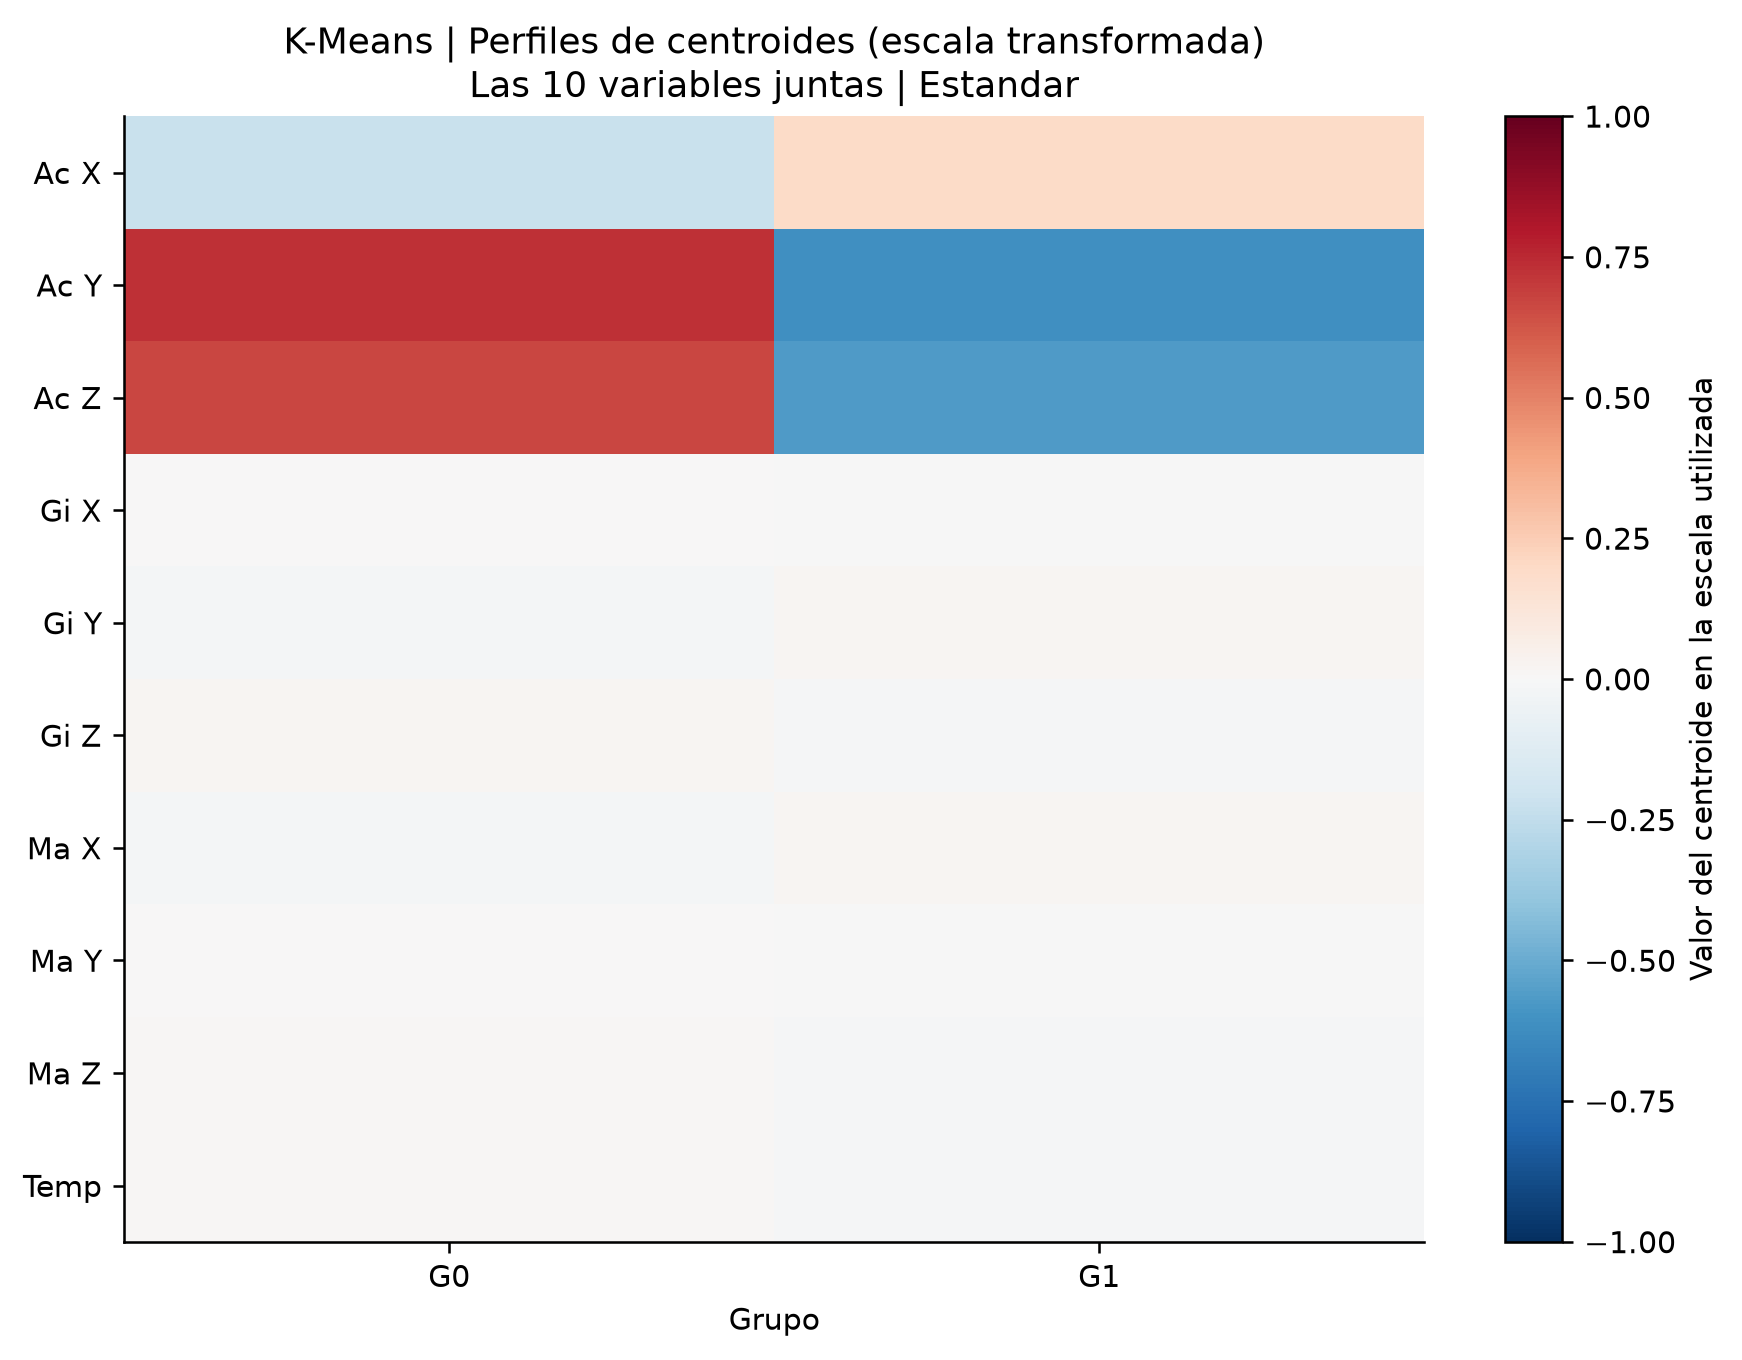 K-Means | Perfiles de centroides (escala transformada)
Las 10 variables juntas | Estandar
Ac X
Ac Y
Ac Z
Gi X
Gi Y
Gi Z
Ma X
Ma Y
Ma Z
Temp
G0
G1
Grupo
1.00
0.75
0.50
0.25
0.00
−0.25
−0.50
−0.75
−1.00
Valor del centroide en la escala utilizada